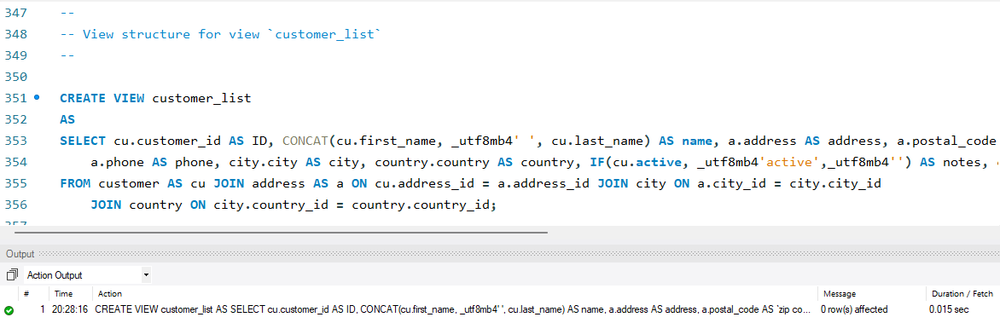 347 --
348 -- View structure for view `customer_list`
349 --
350
351 CREATE VIEW customer_list
352 AS
353 SELECT cu.customer_id AS ID, CONCAT(cu.first_name, _utf8mb4' ', cu.last_name) AS name, a.address AS address, a.postal_code
354 a.phone AS phone, city.city AS city, country.country AS country, IF(cu.active, _utf8mb4'active',_utf8mb4'') AS notes,
355 FROM customer AS cu JOIN address AS a ON cu.address_id = a.address_id JOIN city ON a.city_id = city.city_id
356 JOIN country ON city.country_id = country.country_id;
357
Output
Action Output
# Time Action Message Duration / Fetch
1 20:28:16 CREATE VIEW customer_list AS SELECT cu.customer_id AS ID, CONCAT(cu.first_name, _utf8mb4' ', cu.last_name) AS name, a.address AS address, a.postal_code AS `zip co... 0 row(s) affected 0.015 sec